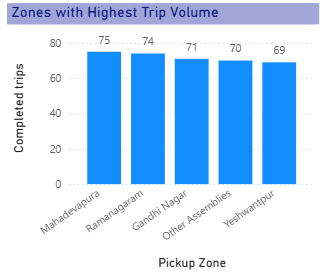 Zones with Highest Trip Volume
Completed trips
80
60
40
20
0
75
74
71
70
69
Mahadevapura
Ramanagaram
Gandhi Nagar
Other Assemblies
Yeshwantpur
Pickup Zone